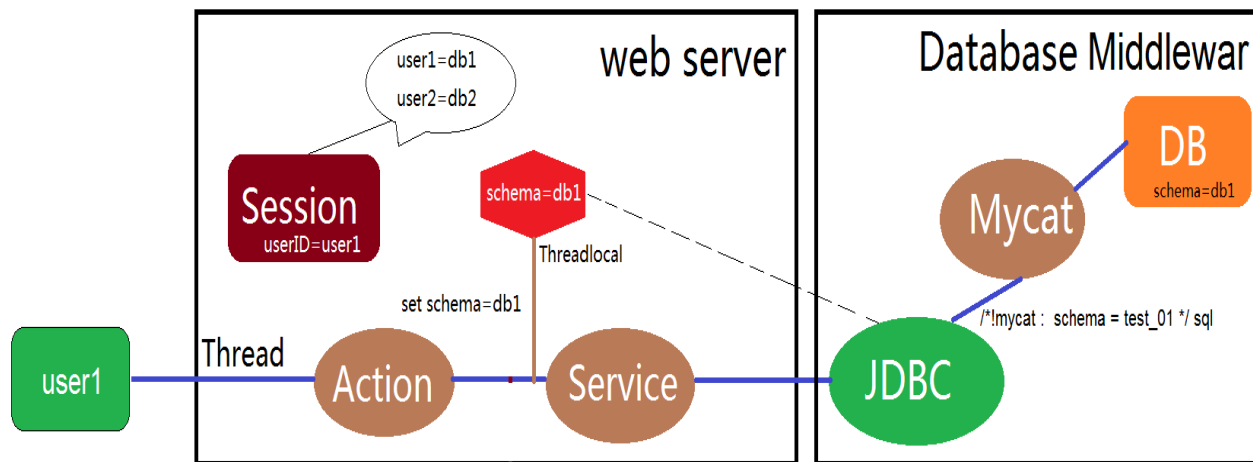 web server
Database Middlewar
user1=db1
user2=db2
Session
userID=user1
schema=db1
Threadlocal
set schema=db1
DB
schema=db1
Mycat
/*!mycat : schema = test_01 */ sql
user1
Thread
Action
Service
JDBC